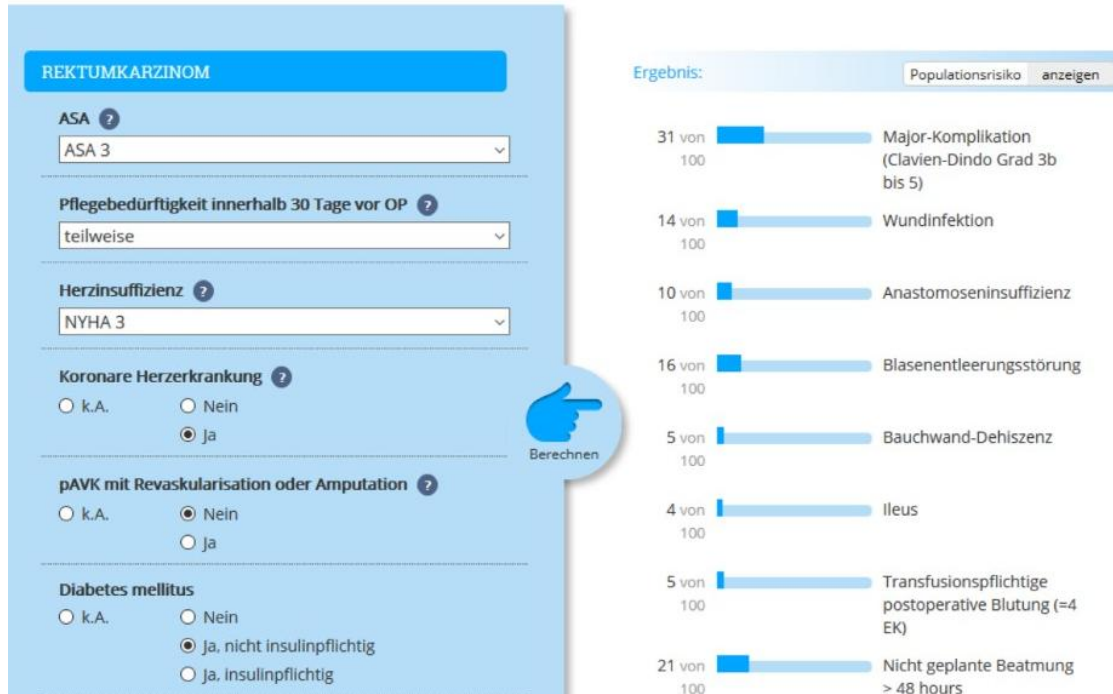 REKTUMKARZINOM
ASA ?
ASA 3
Pflegebedürftigkeit innerhalb 30 Tage vor OP ?
teilweise
Herzinsuffizienz ?
NYHA 3
Koronare Herzerkrankung ?
k.A. Nein
Ja
pAVK mit Revaskularisation oder Amputation ?
k.A. Nein
Ja
Diabetes mellitus
k.A. Nein
Ja, nicht insulinpflichtig
Ja, insulinpflichtig
Berechnen
Ergebnis: Populationsrisiko anzeigen
31 von Major-Komplikation
100 (Clavien-Dindo Grad 3b
bis 5)
14 von Wundinfektion
100
10 von Anastomoseninsuffizienz
100
16 von Blasenentleerungsstörung
100
5 von Bauchwand-Dehiszenz
100
4 von Ileus
100
5 von Transfusionspflichtige
100 postoperative Blutung (=4
EK)
21 von Nicht geplante Beatmung
100 > 48 hours